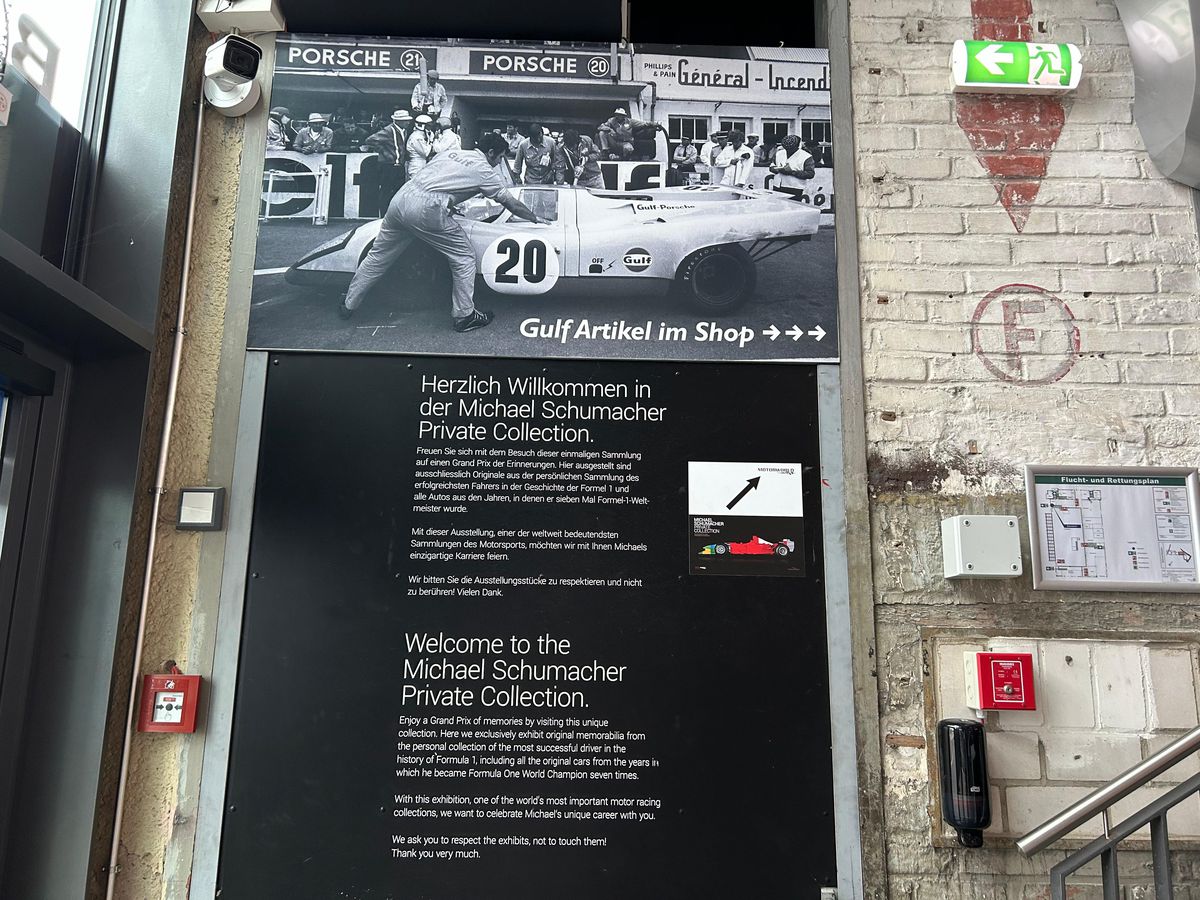 PORSCHE 21
PORSCHE 20
PHILLIPS
& PAIN
Général - Incend
GULF
Gulf-Porsche
20
OFF
Gulf
Firestone
Gulf Artikel im Shop →→→
Herzlich Willkommen in
der Michael Schumacher
Private Collection.
Freuen Sie sich mit dem Besuch dieser einmaligen Sammlung
auf einen Grand Prix der Erinnerungen. Hier ausgestellt sind
ausschliesslich Originale aus der persönlichen Sammlung des
erfolgreichsten Fahrers in der Geschichte der Formel 1 und
alle Autos aus den Jahren, in denen er sieben Mal Formel-1-Welt-
meister wurde.
Mit dieser Ausstellung, einer der weltweit bedeutendsten
Sammlungen des Motorsports, möchten wir mit Ihnen Michaels
einzigartige Karriere feiern.
Wir bitten Sie die Ausstellungsstücke zu respektieren und nicht
zu berühren! Vielen Dank.
MOTORWORLD
MICHAEL
SCHUMACHER
PRIVATE
COLLECTION
Welcome to the
Michael Schumacher
Private Collection.
Enjoy a Grand Prix of memories by visiting this unique
collection. Here we exclusively exhibit original memorabilia from
the personal collection of the most successful driver in the
history of Formula 1, including all the original cars from the years in
which he became Formula One World Champion seven times.
With this exhibition, one of the world's most important motor racing
collections, we want to celebrate Michael's unique career with you.
We ask you to respect the exhibits, not to touch them!
Thank you very much.
F
Flucht- und Rettungsplan